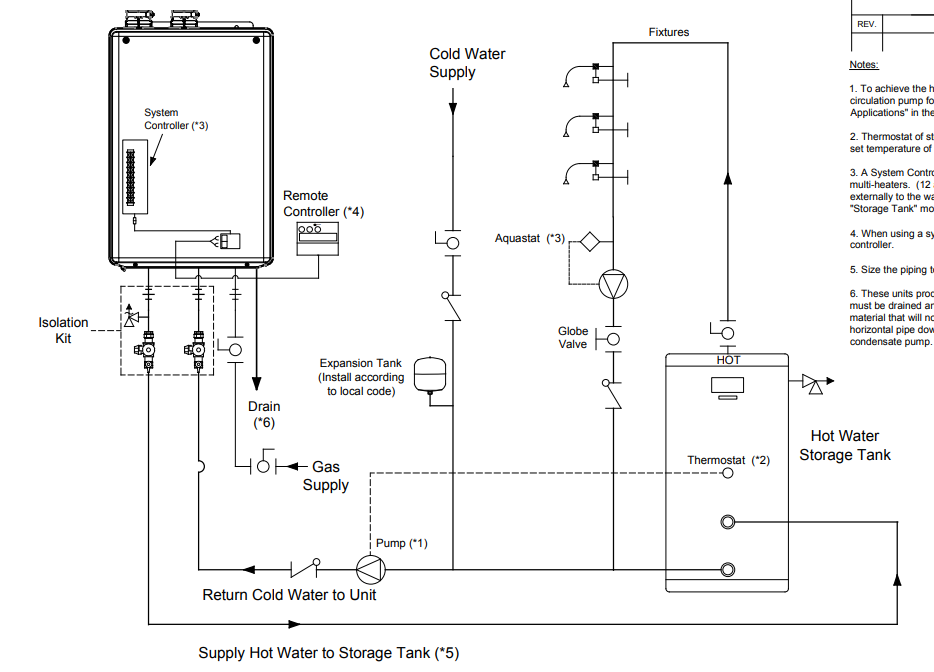 REV.
Notes:
1. To achieve the h
circulation pump fo
Applications" in the
2. Thermostat of st
set temperature of
3. A System Contro
multi-heaters. (12
externally to the wa
"Storage Tank" mo
4. When using a sy
controller.
5. Size the piping t
6. These units prod
must be drained an
material that will no
horizontal pipe dow
condensate pump.
Fixtures
Cold Water
Supply
System
Controller (*3)
Remote
Controller (*4)
Aquastat (*3)
Isolation
Kit
Globe
Valve
Expansion Tank
(Install according
to local code)
HOT
Drain
(*6)
Hot Water
Storage Tank
Thermostat (*2)
Gas
Supply
Pump (*1)
Return Cold Water to Unit
Supply Hot Water to Storage Tank (*5)